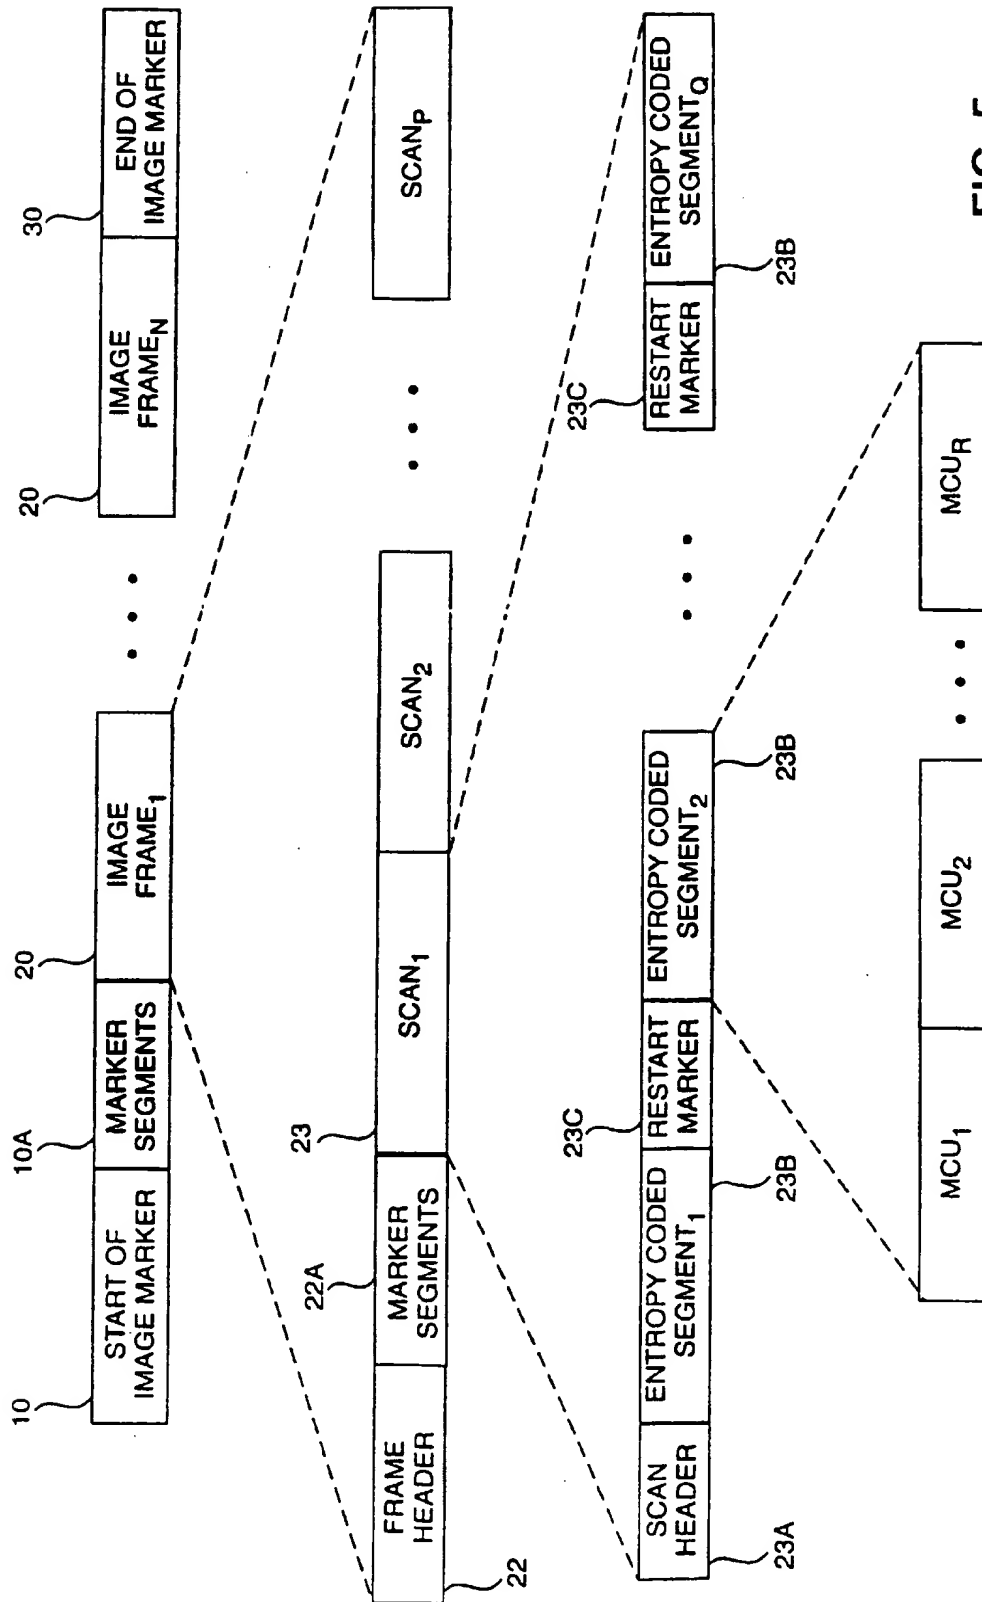 10
START OF
IMAGE MARKER
10A
MARKER
SEGMENTS
20
IMAGE
FRAME1
20
IMAGE
FRAMEN
30
END OF
IMAGE MARKER
22
FRAME
HEADER
22A
MARKER
SEGMENTS
23
SCAN1
SCAN2
SCANP
23A
SCAN
HEADER
ENTROPY CODED
SEGMENT1
23B
23C
RESTART
MARKER
ENTROPY CODED
SEGMENT2
23B
23C
RESTART
MARKER
ENTROPY CODED
SEGMENTQ
23B
MCU1
MCU2
MCUR